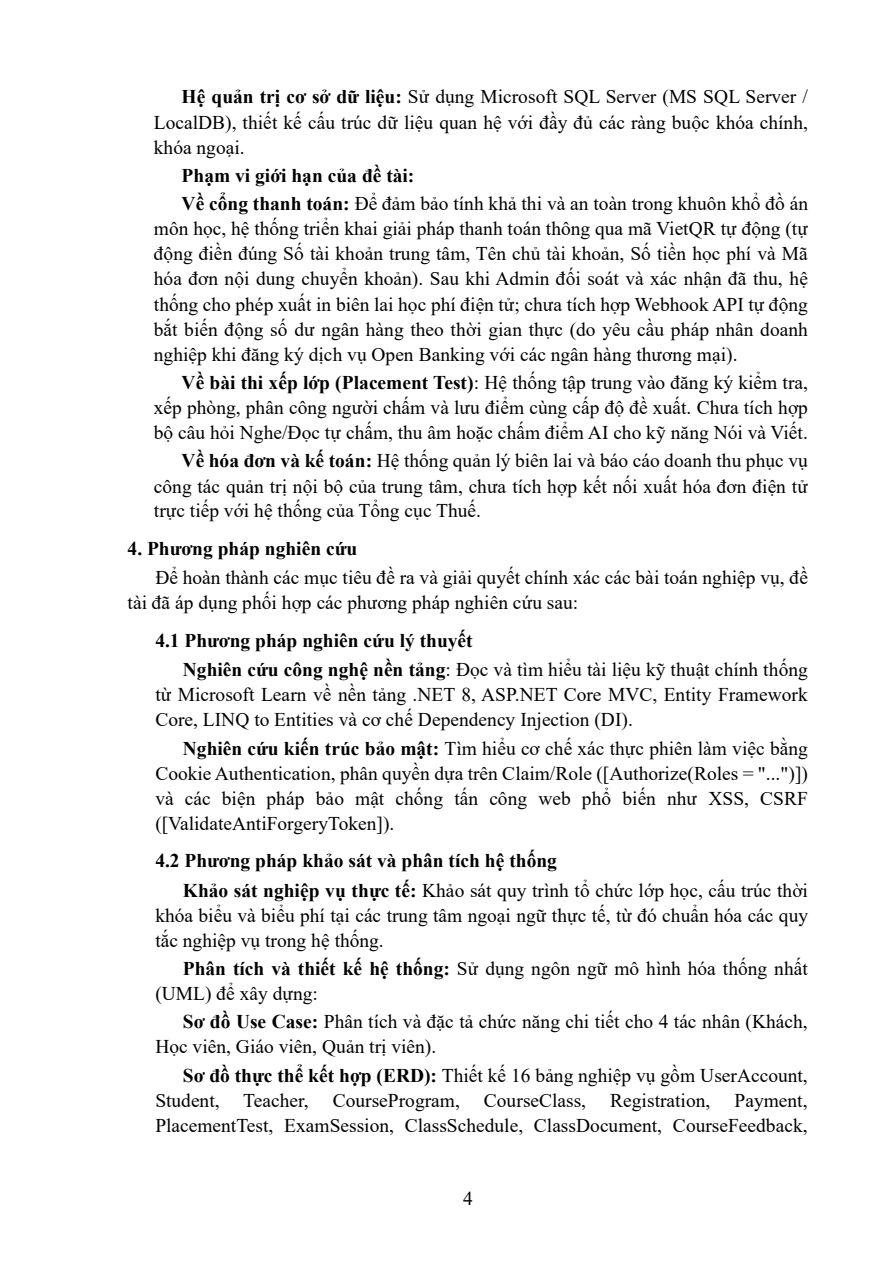 Hệ quản trị cơ sở dữ liệu: Sử dụng Microsoft SQL Server (MS SQL Server /
LocalDB), thiết kế cấu trúc dữ liệu quan hệ với đầy đủ các ràng buộc khóa chính,
khóa ngoại.
Phạm vi giới hạn của đề tài:
Về cổng thanh toán: Để đảm bảo tính khả thi và an toàn trong khuôn khổ đồ án
môn học, hệ thống triển khai giải pháp thanh toán thông qua mã VietQR tự động (tự
động điền đúng Số tài khoản trung tâm, Tên chủ tài khoản, Số tiền học phí và Mã
hóa đơn nội dung chuyển khoản). Sau khi Admin đối soát và xác nhận đã thu, hệ
thống cho phép xuất in biên lai học phí điện tử; chưa tích hợp Webhook API tự động
bắt biến động số dư ngân hàng theo thời gian thực (do yêu cầu pháp nhân doanh
nghiệp khi đăng ký dịch vụ Open Banking với các ngân hàng thương mại).
Về bài thi xếp lớp (Placement Test): Hệ thống tập trung vào đăng ký kiểm tra,
xếp phòng, phân công người chấm và lưu điểm cùng cấp độ đề xuất. Chưa tích hợp
bộ câu hỏi Nghe/Đọc tự chấm, thu âm hoặc chấm điểm AI cho kỹ năng Nói và Viết.
Về hóa đơn và kế toán: Hệ thống quản lý biên lai và báo cáo doanh thu phục vụ
công tác quản trị nội bộ của trung tâm, chưa tích hợp kết nối xuất hóa đơn điện tử
trực tiếp với hệ thống của Tổng cục Thuế.
4. Phương pháp nghiên cứu
Để hoàn thành các mục tiêu đề ra và giải quyết chính xác các bài toán nghiệp vụ, đề
tài đã áp dụng phối hợp các phương pháp nghiên cứu sau:
4.1 Phương pháp nghiên cứu lý thuyết
Nghiên cứu công nghệ nền tảng: Đọc và tìm hiểu tài liệu kỹ thuật chính thống
từ Microsoft Learn về nền tảng .NET 8, ASP.NET Core MVC, Entity Framework
Core, LINQ to Entities và cơ chế Dependency Injection (DI).
Nghiên cứu kiến trúc bảo mật: Tìm hiểu cơ chế xác thực phiên làm việc bằng
Cookie Authentication, phân quyền dựa trên Claim/Role ([Authorize(Roles = "...")])
và các biện pháp bảo mật chống tấn công web phổ biến như XSS, CSRF
([ValidateAntiForgeryToken]).
4.2 Phương pháp khảo sát và phân tích hệ thống
Khảo sát nghiệp vụ thực tế: Khảo sát quy trình tổ chức lớp học, cấu trúc thời
khóa biểu và biểu phí tại các trung tâm ngoại ngữ thực tế, từ đó chuẩn hóa các quy
tắc nghiệp vụ trong hệ thống.
Phân tích và thiết kế hệ thống: Sử dụng ngôn ngữ mô hình hóa thống nhất
(UML) để xây dựng:
Sơ đồ Use Case: Phân tích và đặc tả chức năng chi tiết cho 4 tác nhân (Khách,
Học viên, Giáo viên, Quản trị viên).
Sơ đồ thực thể kết hợp (ERD): Thiết kế 16 bảng nghiệp vụ gồm UserAccount,
Student, Teacher, CourseProgram, CourseClass, Registration, Payment,
PlacementTest, ExamSession, ClassSchedule, ClassDocument, CourseFeedback,
4